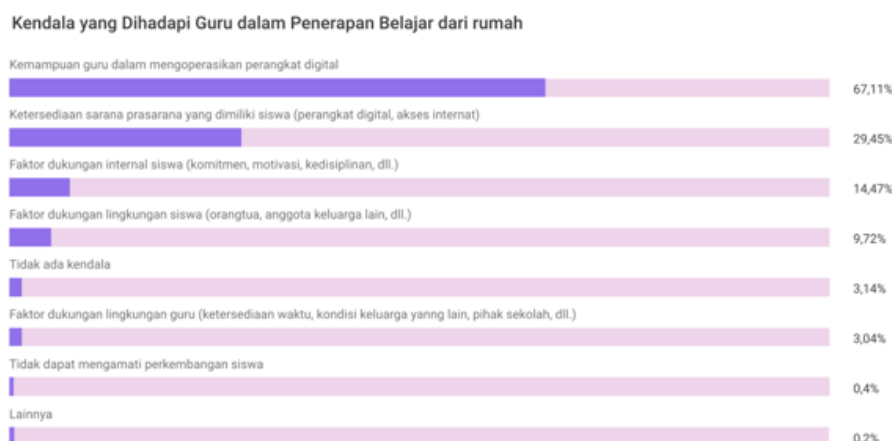 Kendala yang Dihadapi Guru dalam Penerapan Belajar dari rumah
Kemampuan guru dalam mengoperasikan perangkat digital
67,11%
Ketersediaan sarana prasarana yang dimiliki siswa (perangkat digital, akses internat)
29,45%
Faktor dukungan internal siswa (komitmen, motivasi, kedisiplinan, dll.)
14,47%
Faktor dukungan lingkungan siswa (orangtua, anggota keluarga lain, dll.)
9,72%
Tidak ada kendala
3,14%
Faktor dukungan lingkungan guru (ketersediaan waktu, kondisi keluarga yanng lain, pihak sekolah, dll.)
3,04%
Tidak dapat mengamati perkembangan siswa
0,4%
Lainnya
0,2%